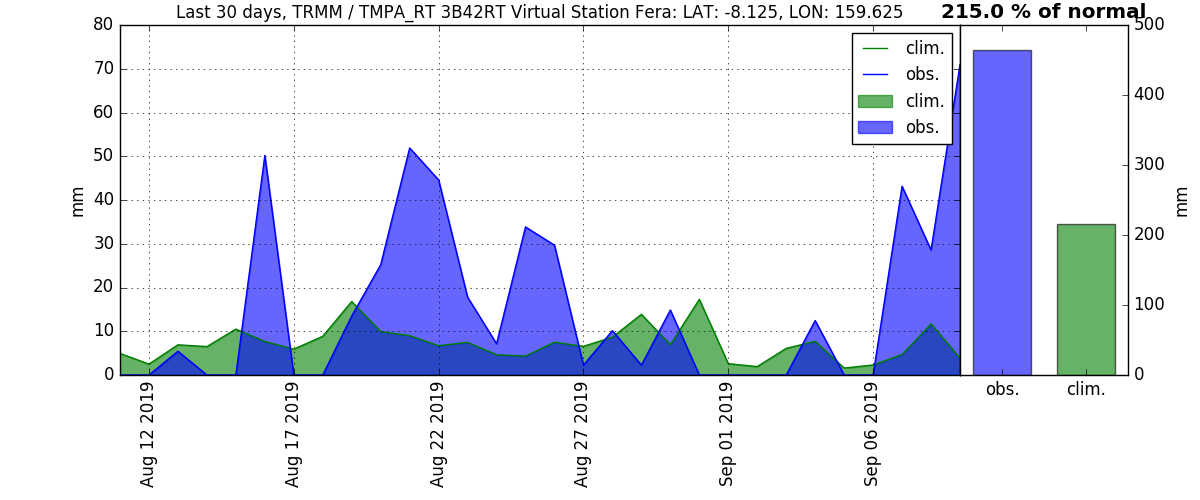 Last 30 days, TRMM / TMPA_RT 3B42RT Virtual Station Fera: LAT: -8.125, LON: 159.625
215.0 % of normal
80
70
60
50
40
30
20
10
0
mm
clim.
obs.
clim.
obs.
Aug 12 2019
Aug 17 2019
Aug 22 2019
Aug 27 2019
Sep 01 2019
Sep 06 2019
500
400
300
200
100
0
mm
obs.
clim.